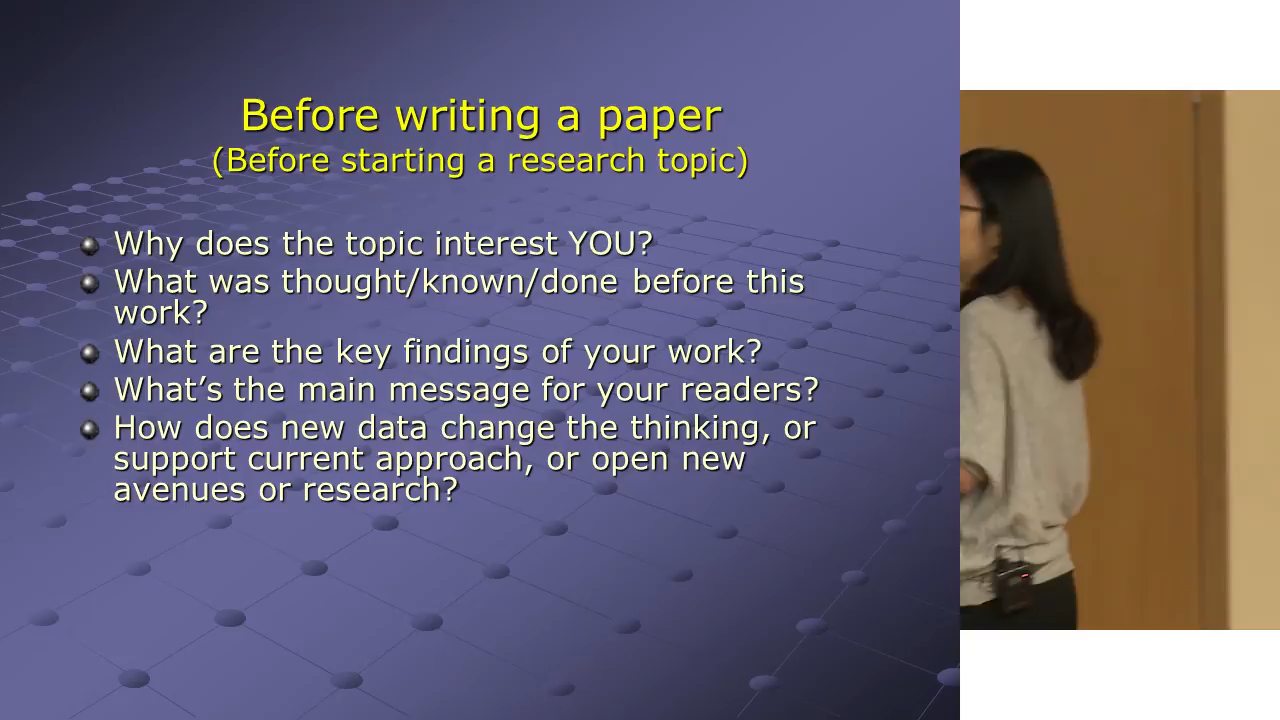 Before writing a paper
(Before starting a research topic)
Why does the topic interest YOU?
What was thought/known/done before this
work?
What are the key findings of your work?
What’s the main message for your readers?
How does new data change the thinking, or
support current approach, or open new
avenues or research?